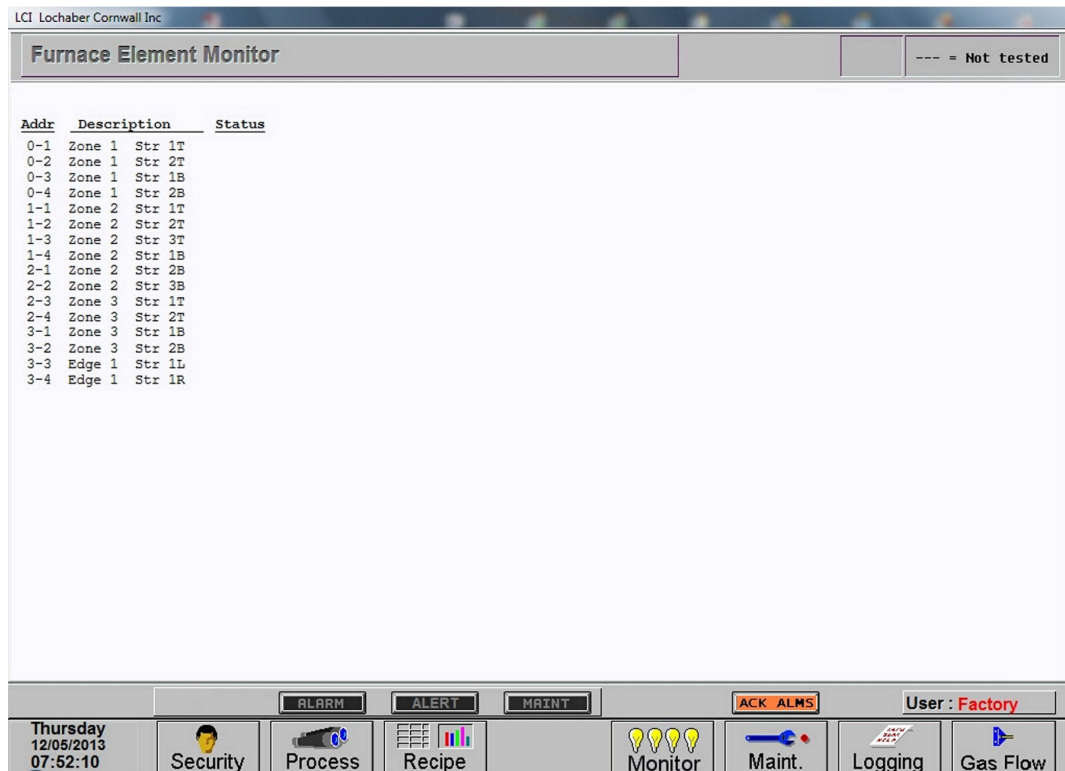 LCI Lochaber Cornwall Inc
Furnace Element Monitor
--- = Not tested
Addr Description Status
0-1 Zone 1 Str 1T
0-2 Zone 1 Str 2T
0-3 Zone 1 Str 1B
0-4 Zone 1 Str 2B
1-1 Zone 2 Str 1T
1-2 Zone 2 Str 2T
1-3 Zone 2 Str 3T
1-4 Zone 2 Str 1B
2-1 Zone 2 Str 2B
2-2 Zone 2 Str 3B
2-3 Zone 3 Str 1T
2-4 Zone 3 Str 2T
3-1 Zone 3 Str 1B
3-2 Zone 3 Str 2B
3-3 Edge 1 Str 1L
3-4 Edge 1 Str 1R
ALARM ALERT MAINT ACK ALMS User : Factory
Thursday
12/05/2013
07:52:10
Security Process Recipe Monitor Maint. Logging Gas Flow